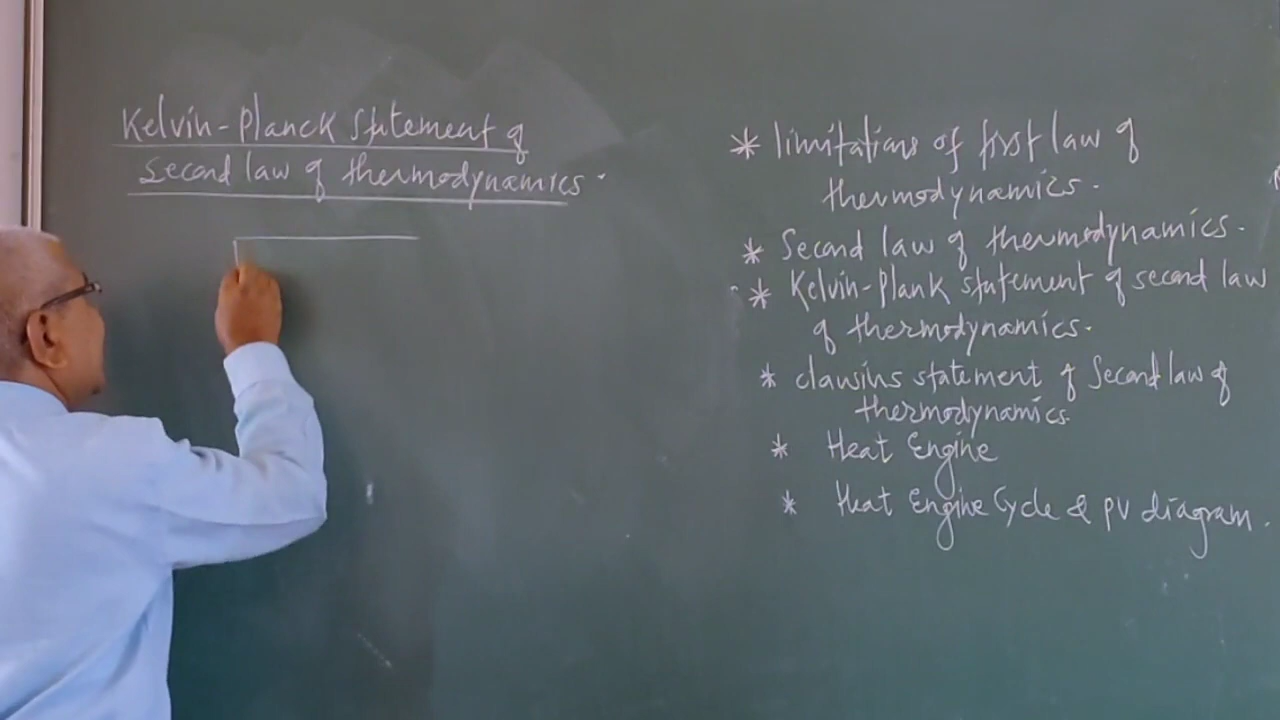 Kelvin-Planck Statement of
Second law of thermodynamics.
* limitations of first law of
thermodynamics.
* Second law of thermodynamics.
* Kelvin-Plank statement of second law
of thermodynamics.
* clausius statement of Second law of
thermodynamics.
* Heat Engine
* Heat Engine Cycle & PV diagram.